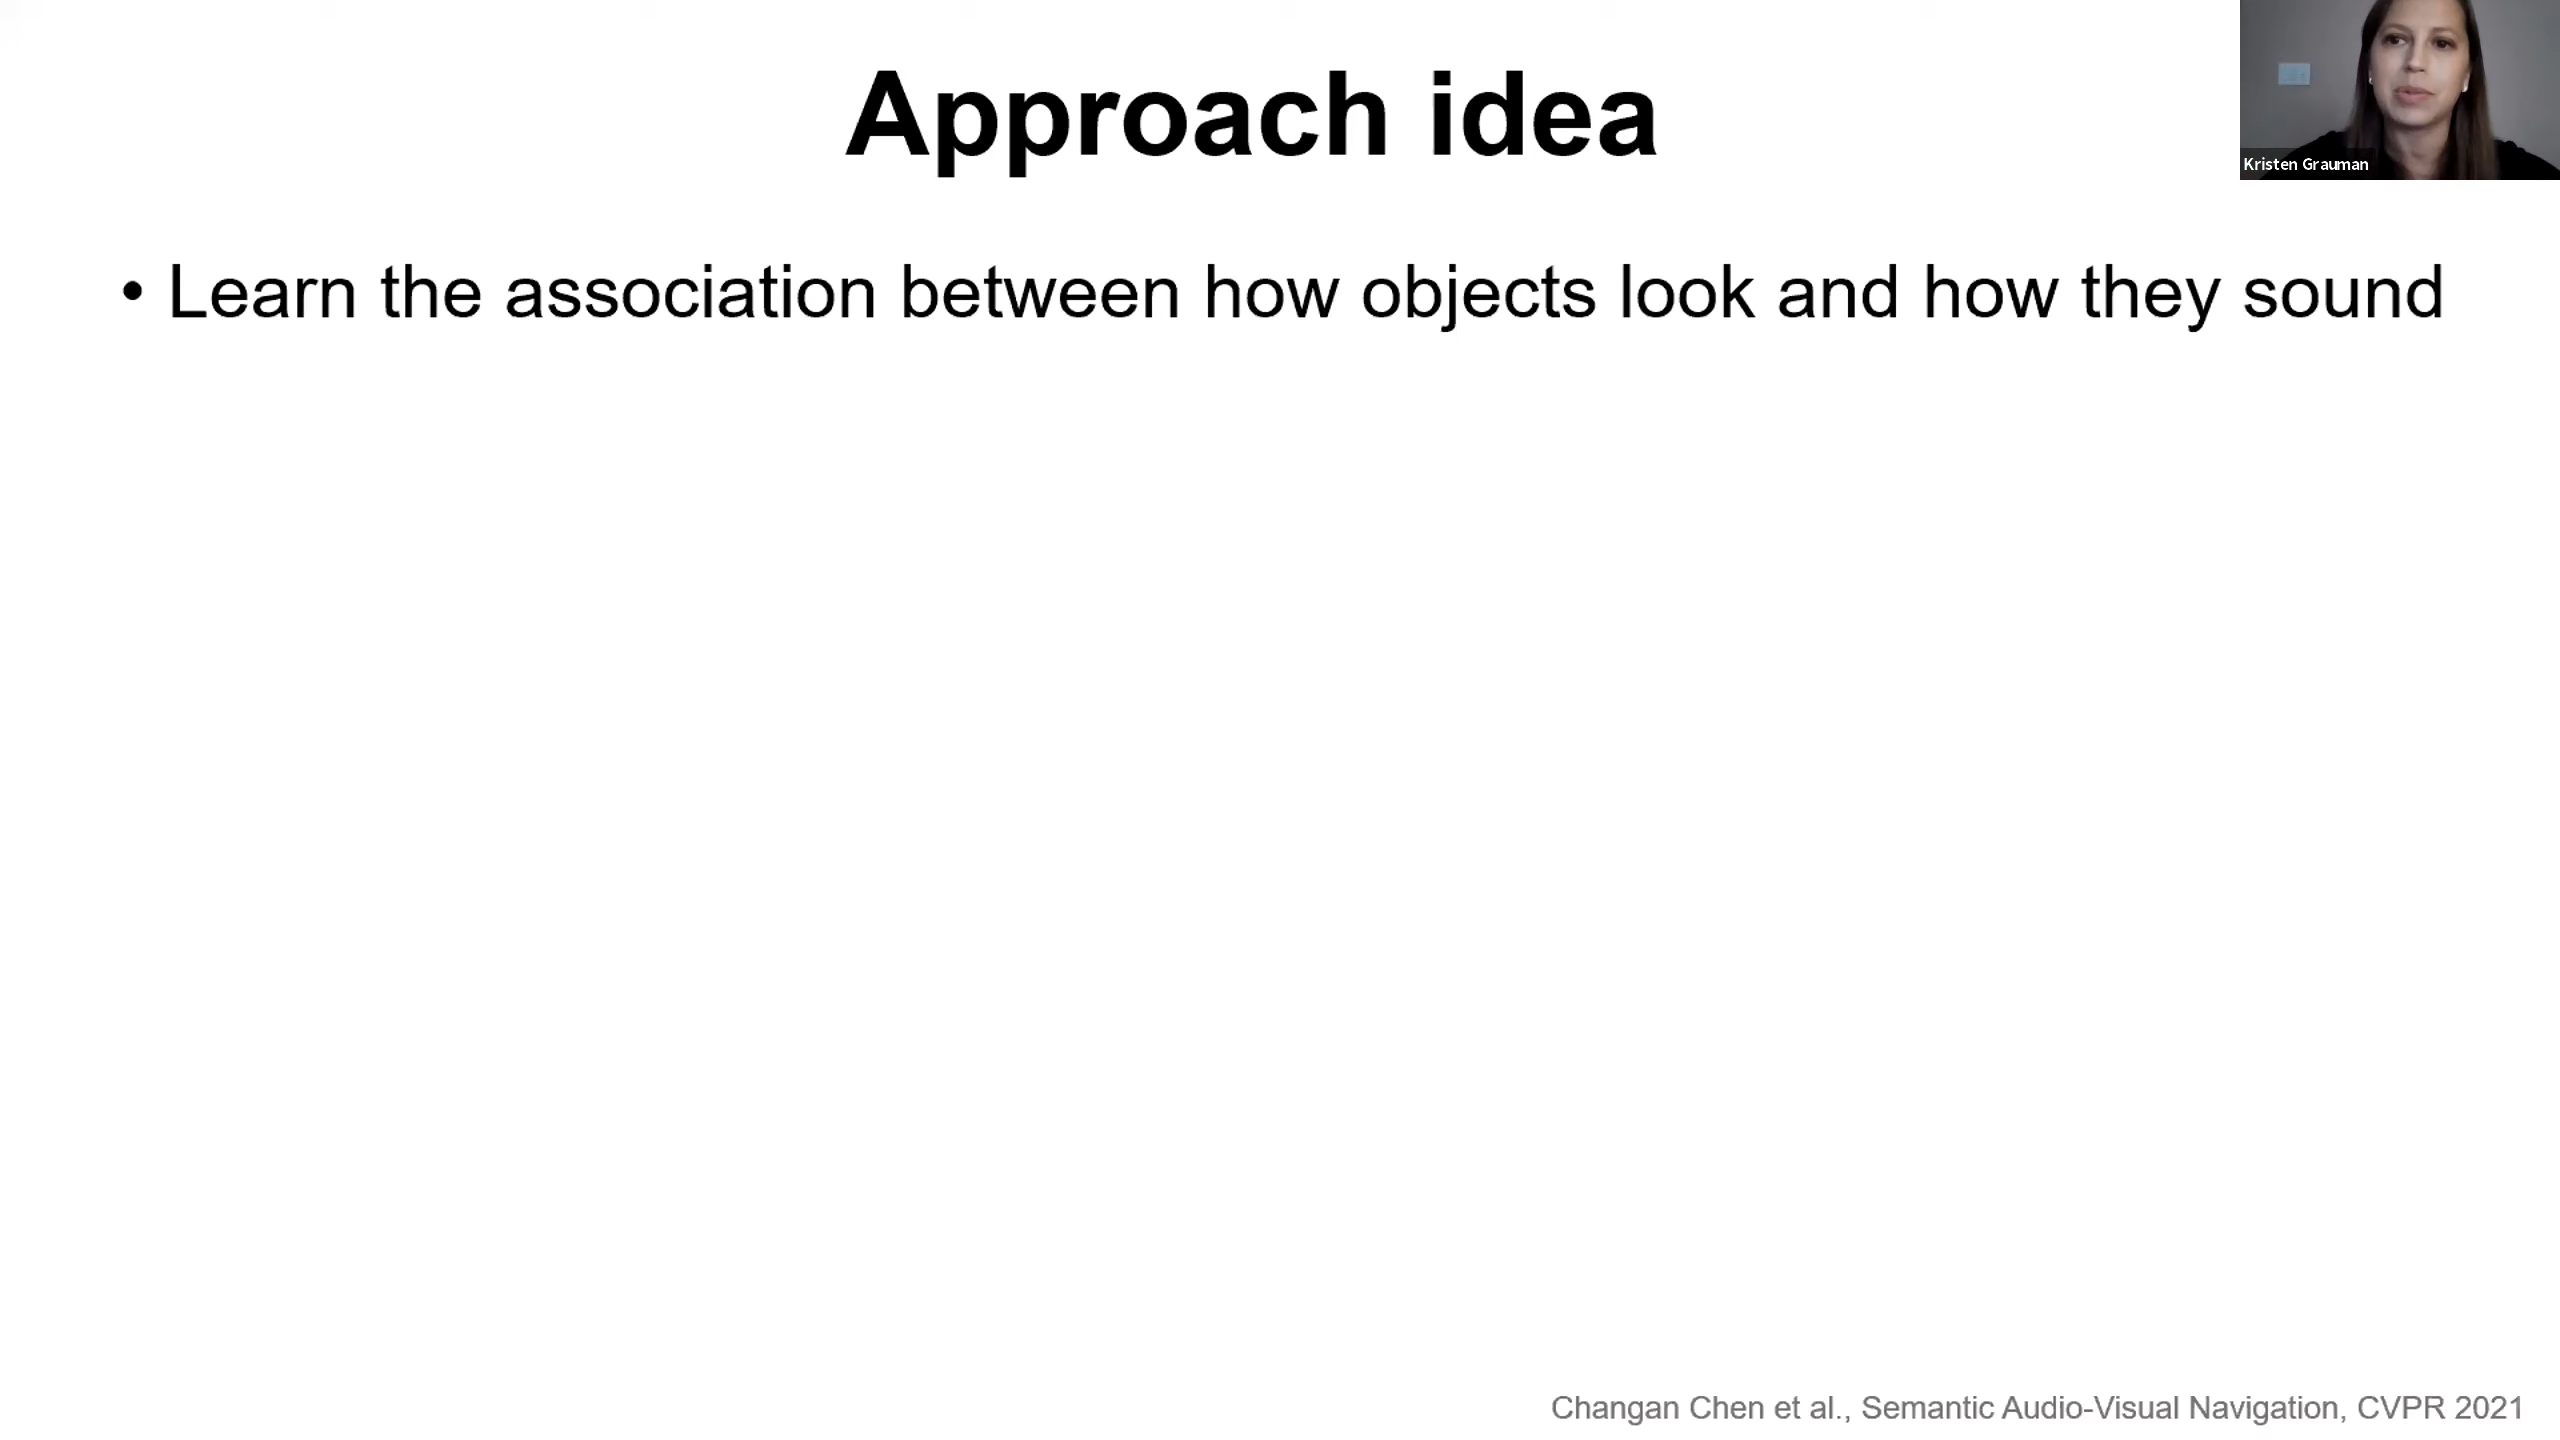 Approach idea
Kristen Grauman
• Learn the association between how objects look and how they sound
Changan Chen et al., Semantic Audio-Visual Navigation, CVPR 2021